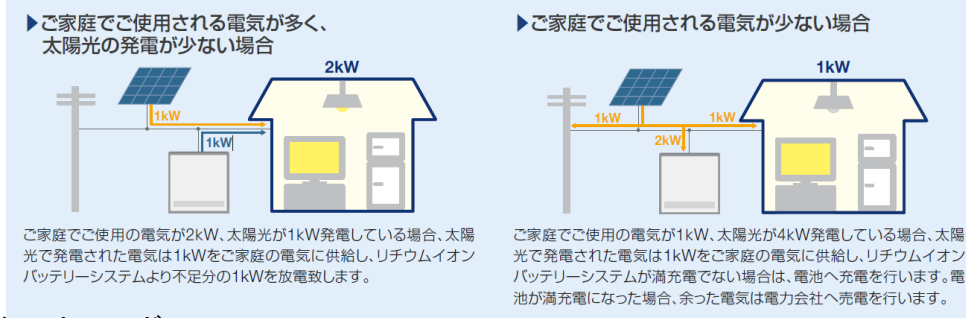 ▶ご家庭でご使用される電気が多く、
太陽光の発電が少ない場合
2kW
1kW
1kW
ご家庭でご使用の電気が2kW、太陽光が1kW発電している場合、太陽
光で発電された電気は1kWをご家庭の電気に供給し、リチウムイオン
バッテリーシステムより不足分の1kWを放電致します。
▶ご家庭でご使用される電気が少ない場合
1kW
1kW
1kW
2kW
ご家庭でご使用の電気が1kW、太陽光が4kW発電している場合、太陽
光で発電された電気は1kWをご家庭の電気に供給し、リチウムイオン
バッテリーシステムが満充電でない場合は、電池へ充電を行います。電
池が満充電になった場合、余った電気は電力会社へ売電を行います。